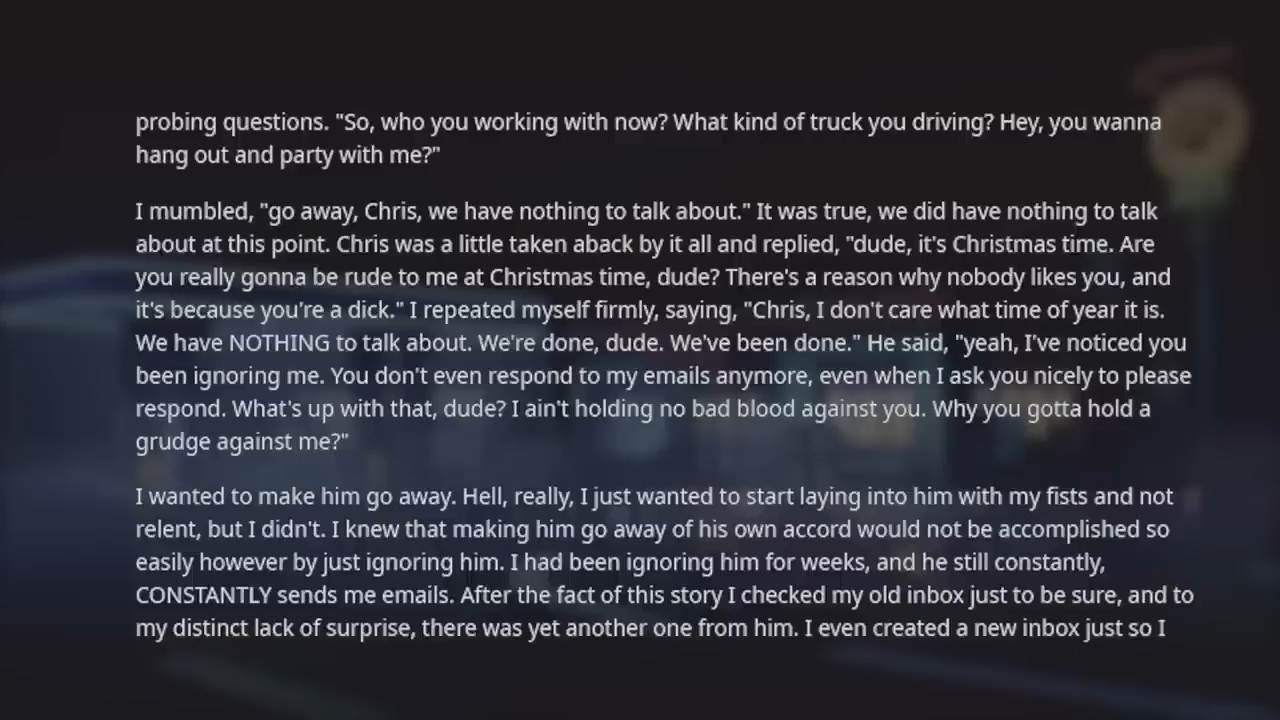 probing questions. "So, who you working with now? What kind of truck you driving? Hey, you wanna
hang out and party with me?"
I mumbled, "go away, Chris, we have nothing to talk about." It was true, we did have nothing to talk
about at this point. Chris was a little taken aback by it all and replied, "dude, it's Christmas time. Are
you really gonna be rude to me at Christmas time, dude? There's a reason why nobody likes you, and
it's because you're a dick." I repeated myself firmly, saying, "Chris, I don't care what time of year it is.
We have NOTHING to talk about. We're done, dude. We've been done." He said, "yeah, I've noticed you
been ignoring me. You don't even respond to my emails anymore, even when I ask you nicely to please
respond. What's up with that, dude? I ain't holding no bad blood against you. Why you gotta hold a
grudge against me?"
I wanted to make him go away. Hell, really, I just wanted to start laying into him with my fists and not
relent, but I didn't. I knew that making him go away of his own accord would not be accomplished so
easily however by just ignoring him. I had been ignoring him for weeks, and he still constantly,
CONSTANTLY sends me emails. After the fact of this story I checked my old inbox just to be sure, and to
my distinct lack of surprise, there was yet another one from him. I even created a new inbox just so I